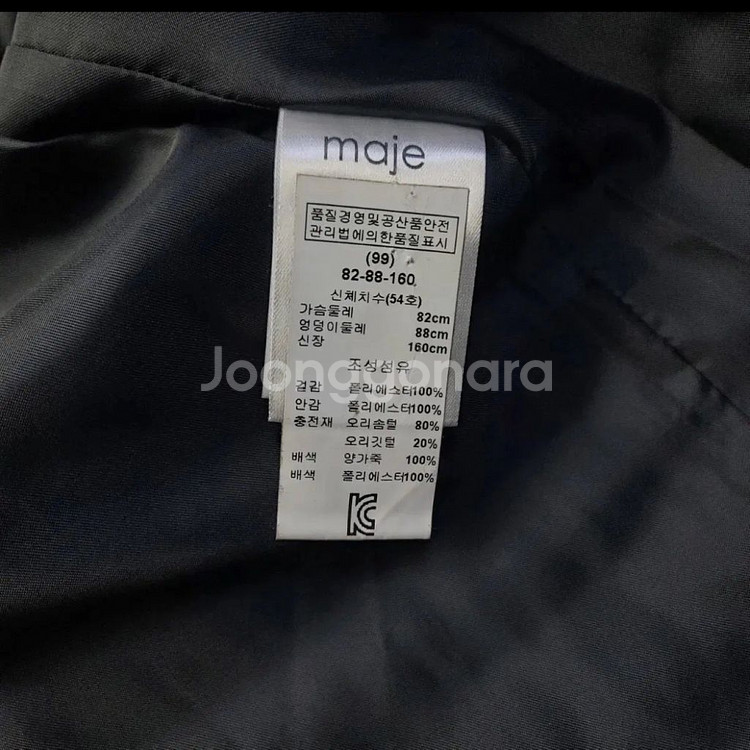 maje
품질경영및공산품안전
관리법에의한품질표시
(99)
82-88-160
신체치수(54호)
가슴둘레 82cm
엉덩이둘레 88cm
신장 160cm
조성섬유
Joonggonara
겉감 폴리에스터100%
안감 폴리에스터100%
충전재 오리솜털 80%
오리깃털 20%
배색 양가죽 100%
배색 폴리에스터100%
KC